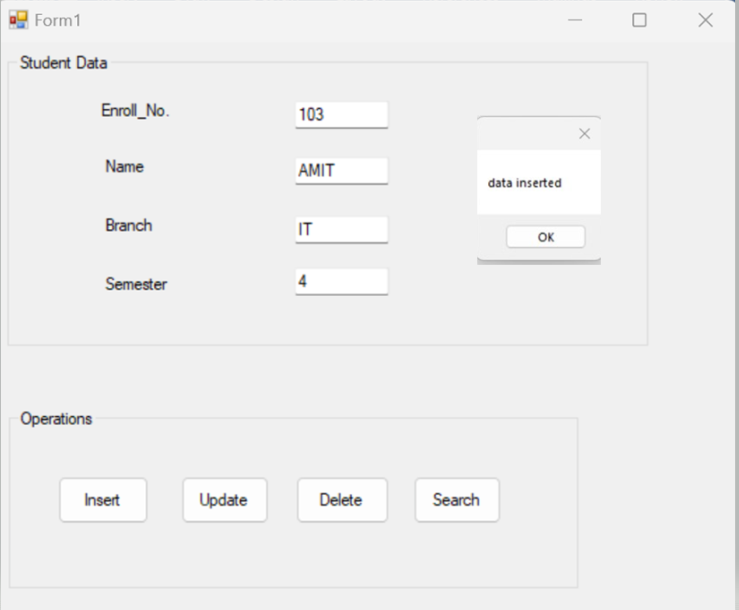 Form1
Student Data
Enroll_No. 103
Name AMIT
Branch IT
Semester 4
data inserted
OK
Operations
Insert Update Delete Search